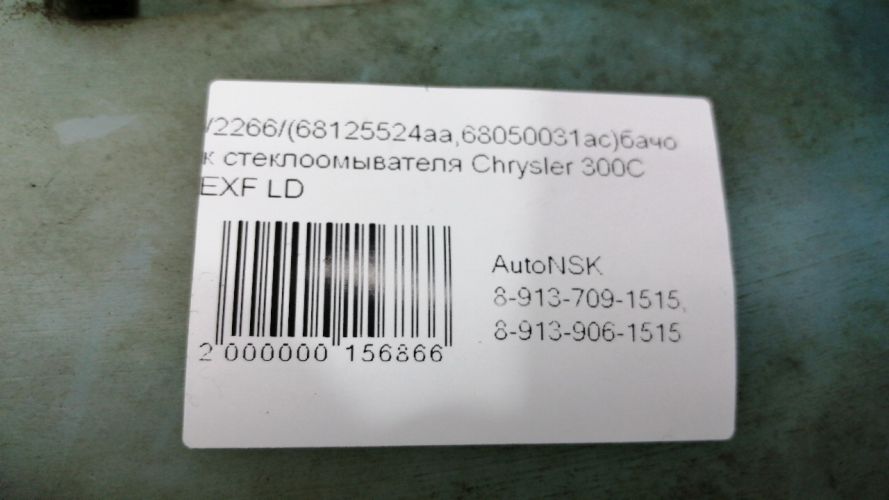 /2266/(68125524aa,68050031ac)бачо
к стеклоомывателя Chrysler 300C
EXF LD
AutoNSK
8-913-709-1515,
8-913-906-1515
2 000000 156866